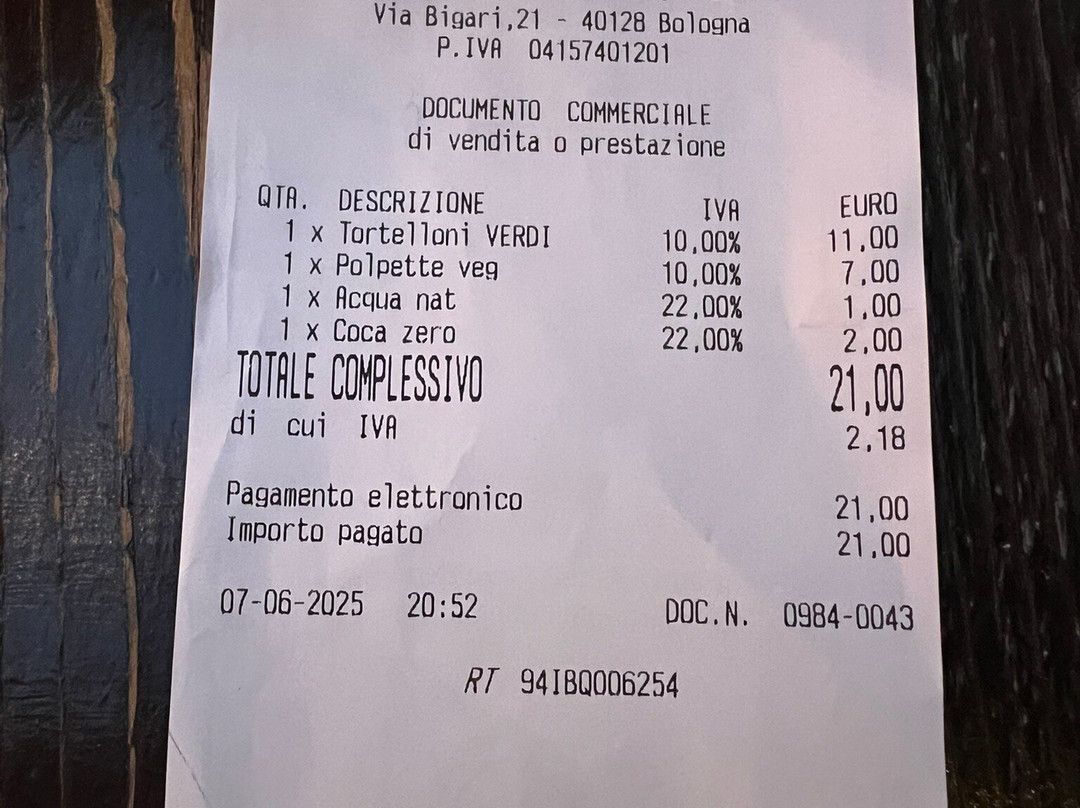 Via Bigari,21 - 40128 Bologna
P.IVA 04157401201
DOCUMENTO COMMERCIALE
di vendita o prestazione
QTA. DESCRIZIONE IVA EURO
1 x Tortelloni VERDI 10,00% 11,00
1 x Polpette veg 10,00% 7,00
1 x Acqua nat 22,00% 1,00
1 x Coca zero 22,00% 2,00
TOTALE COMPLESSIVO 21,00
di cui IVA 2,18
Pagamento elettronico 21,00
Importo pagato 21,00
07-06-2025 20:52 DOC.N. 0984-0043
RT 94IBQ006254